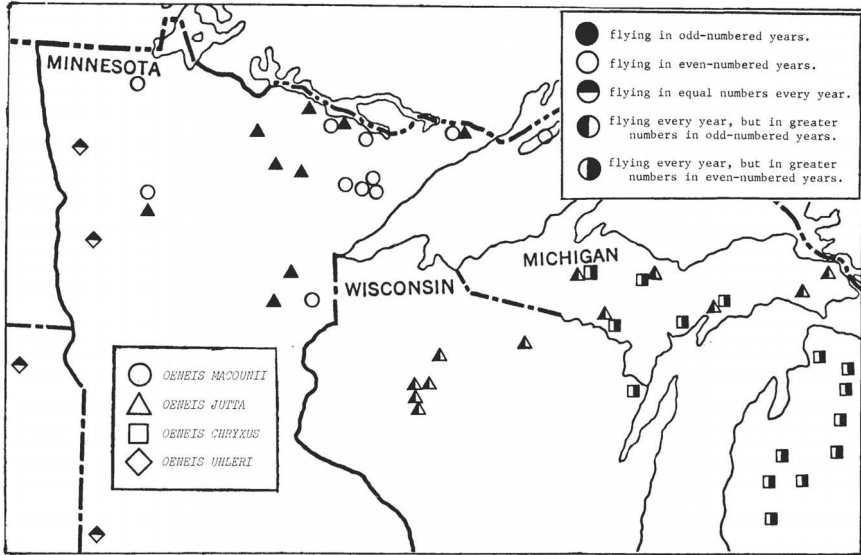 MINNESOTA
WISCONSIN
MICHIGAN
flying in odd-numbered years.
flying in even-numbered years.
flying in equal numbers every year.
flying every year, but in greater
numbers in odd-numbered years.
flying every year, but in greater
numbers in even-numbered years.
OENEIS MACOUNII
OENEIS JUTTA
OENEIS CHRYXUS
OENEIS UHLERI